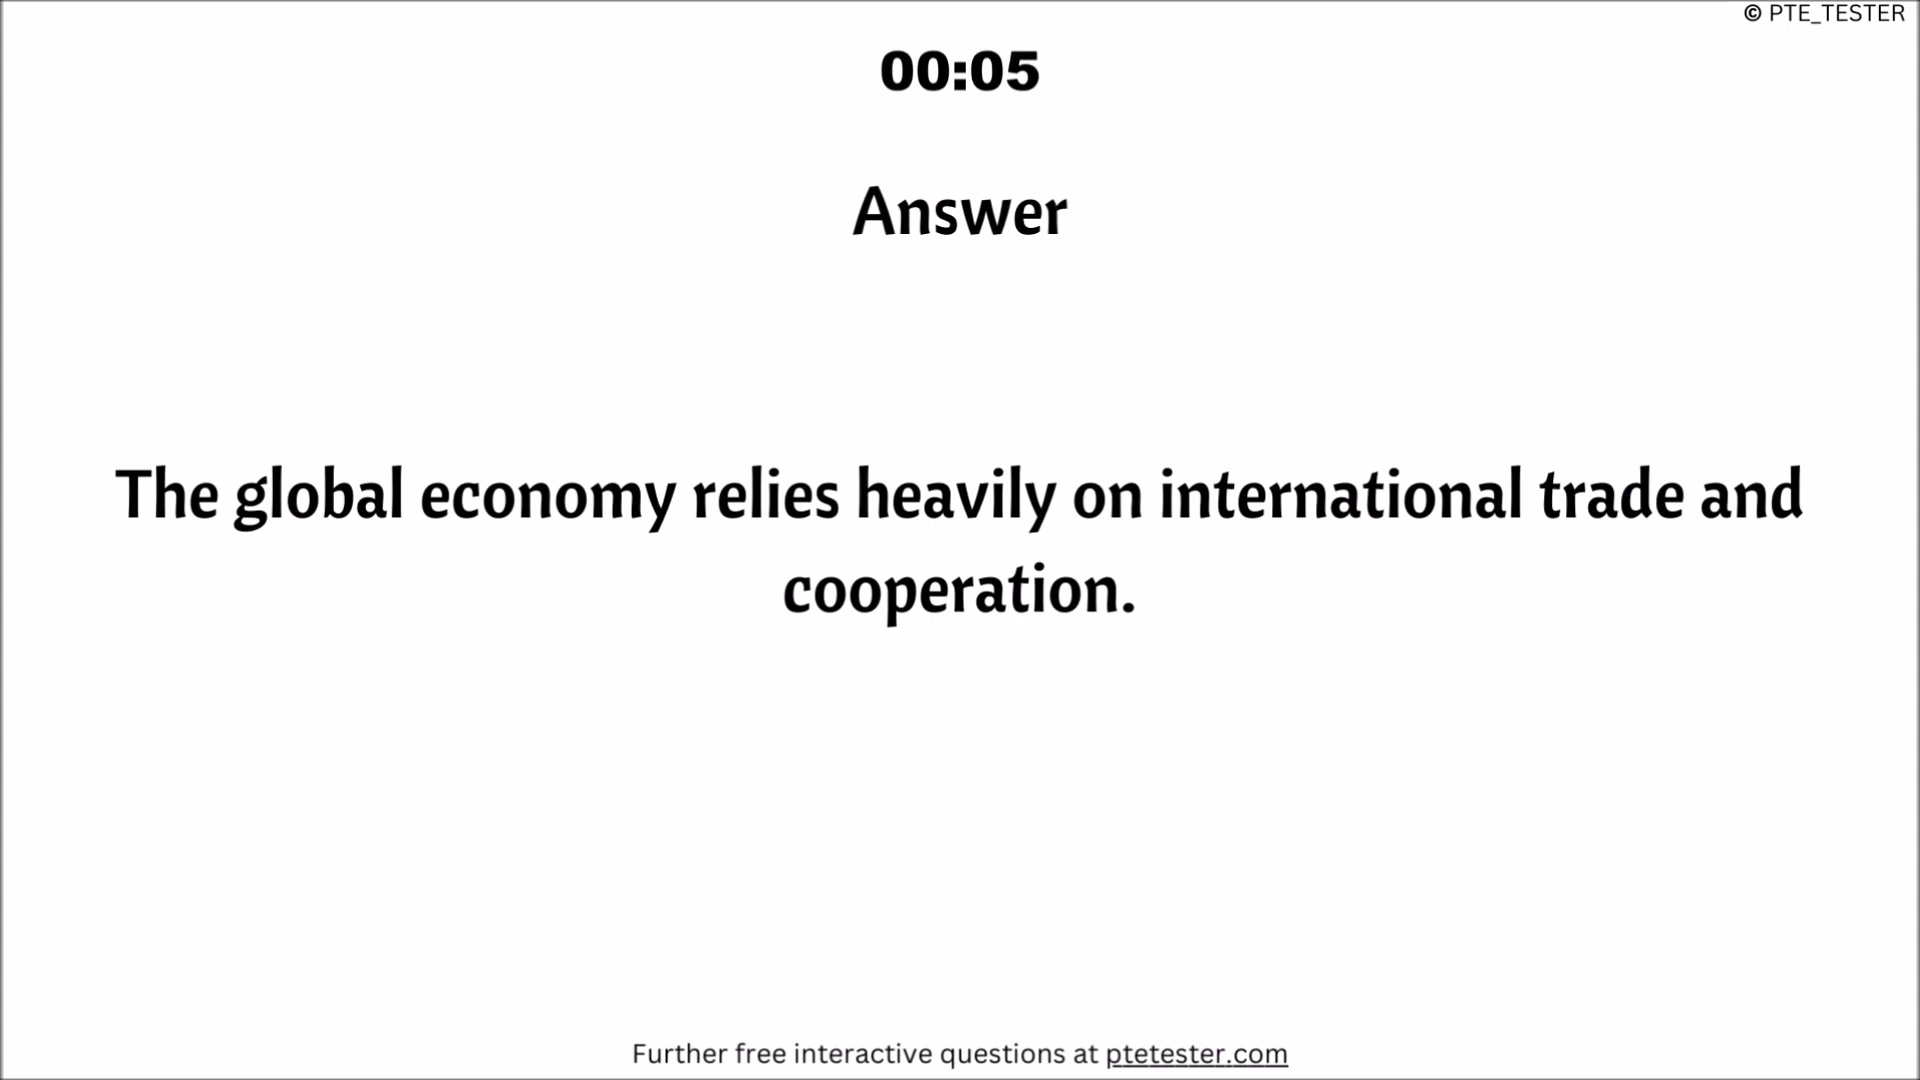 © PTE_TESTER
00:05
Answer
The global economy relies heavily on international trade and
cooperation.
Further free interactive questions at ptetester.com